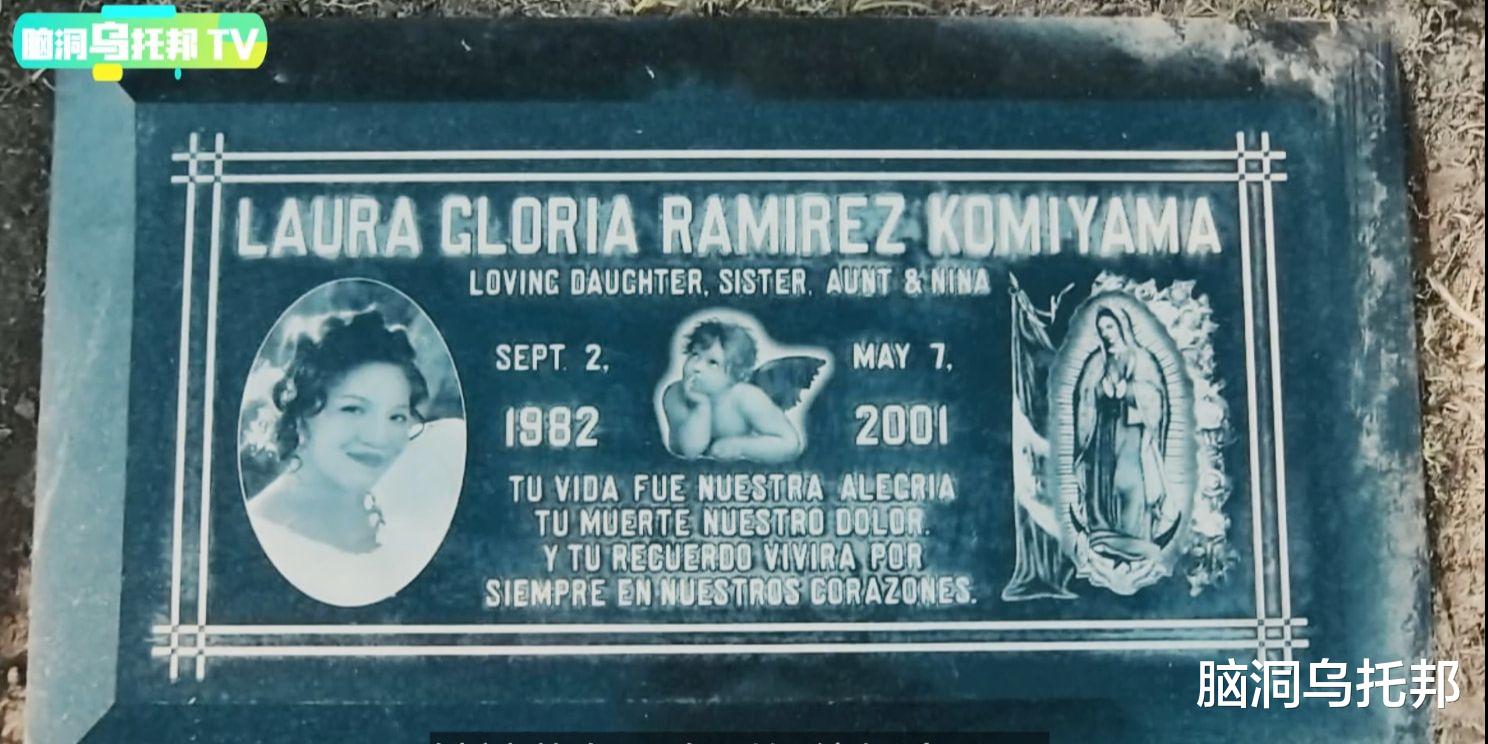 脑洞乌托邦 TV
LAURA GLORIA RAMIREZ KOMIYAMA
LOVING DAUGHTER, SISTER, AUNT & NINA
SEPT. 2, MAY 7,
1982 2001
TU VIDA FUE NUESTRA ALEGRIA
TU MUERTE NUESTRO DOLOR.
Y TU RECUERDO VIVIRA POR
SIEMPRE EN NUESTROS CORAZONES.
脑洞乌托邦